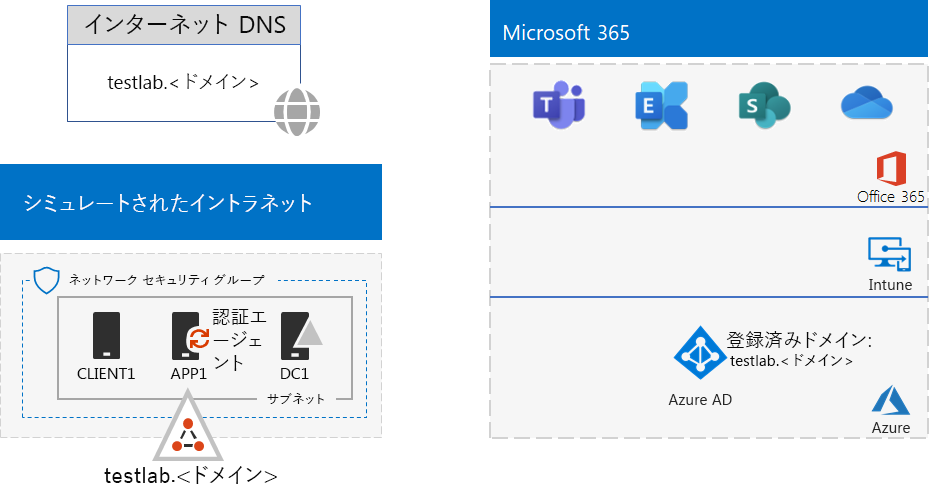 インターネット DNS
testlab.<ドメイン>
シミュレートされたイントラネット
ネットワーク セキュリティ グループ
認証エ
ージェ
ント
CLIENT1
APP1
DC1
サブネット
testlab.<ドメイン>
Microsoft 365
T
E
S
Office 365
Intune
登録済みドメイン:
testlab.<ドメイン>
Azure AD
Azure